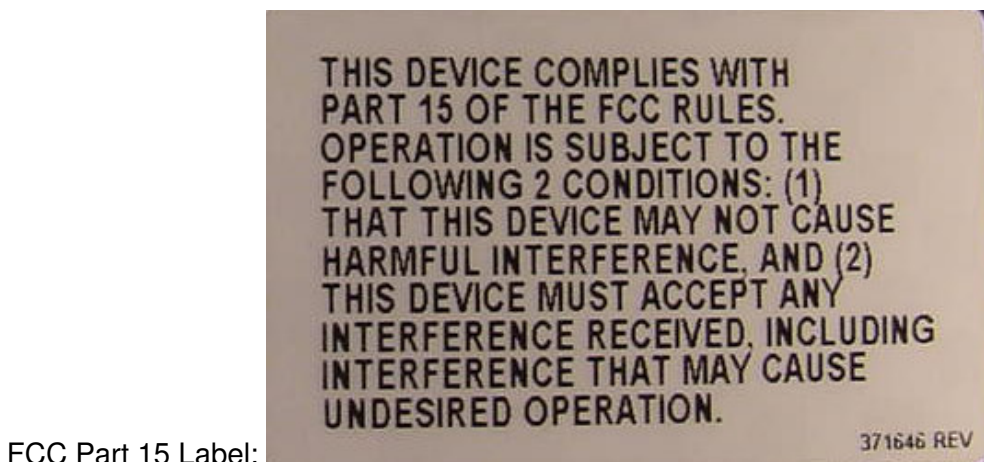 THIS DEVICE COMPLIES WITH
PART 15 OF THE FCC RULES.
OPERATION IS SUBJECT TO THE
FOLLOWING 2 CONDITIONS: (1)
THAT THIS DEVICE MAY NOT CAUSE
HARMFUL INTERFERENCE, AND (2)
THIS DEVICE MUST ACCEPT ANY
INTERFERENCE RECEIVED, INCLUDING
INTERFERENCE THAT MAY CAUSE
UNDESIRED OPERATION.
371646 REV
FCC Part 15 Label: